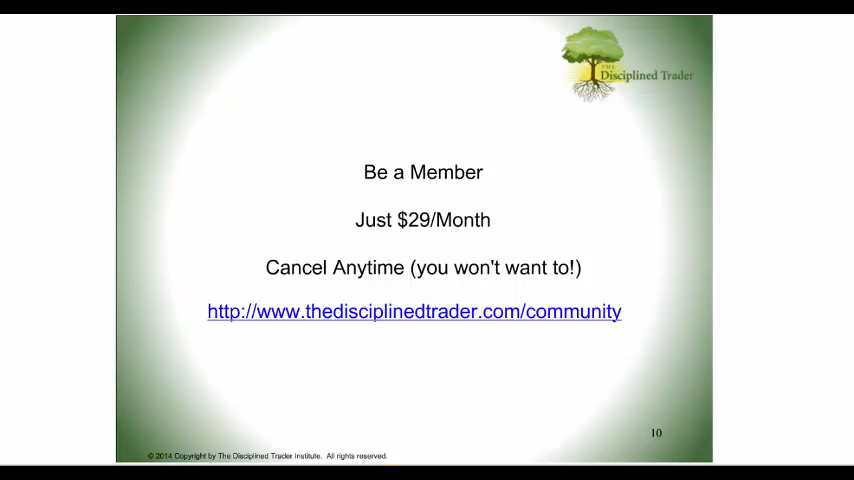 THE
Disciplined Trader
Be a Member
Just $29/Month
Cancel Anytime (you won't want to!)
http://www.thedisciplinedtrader.com/community
10
© 2014 Copyright by The Disciplined Trader Institute. All rights reserved.